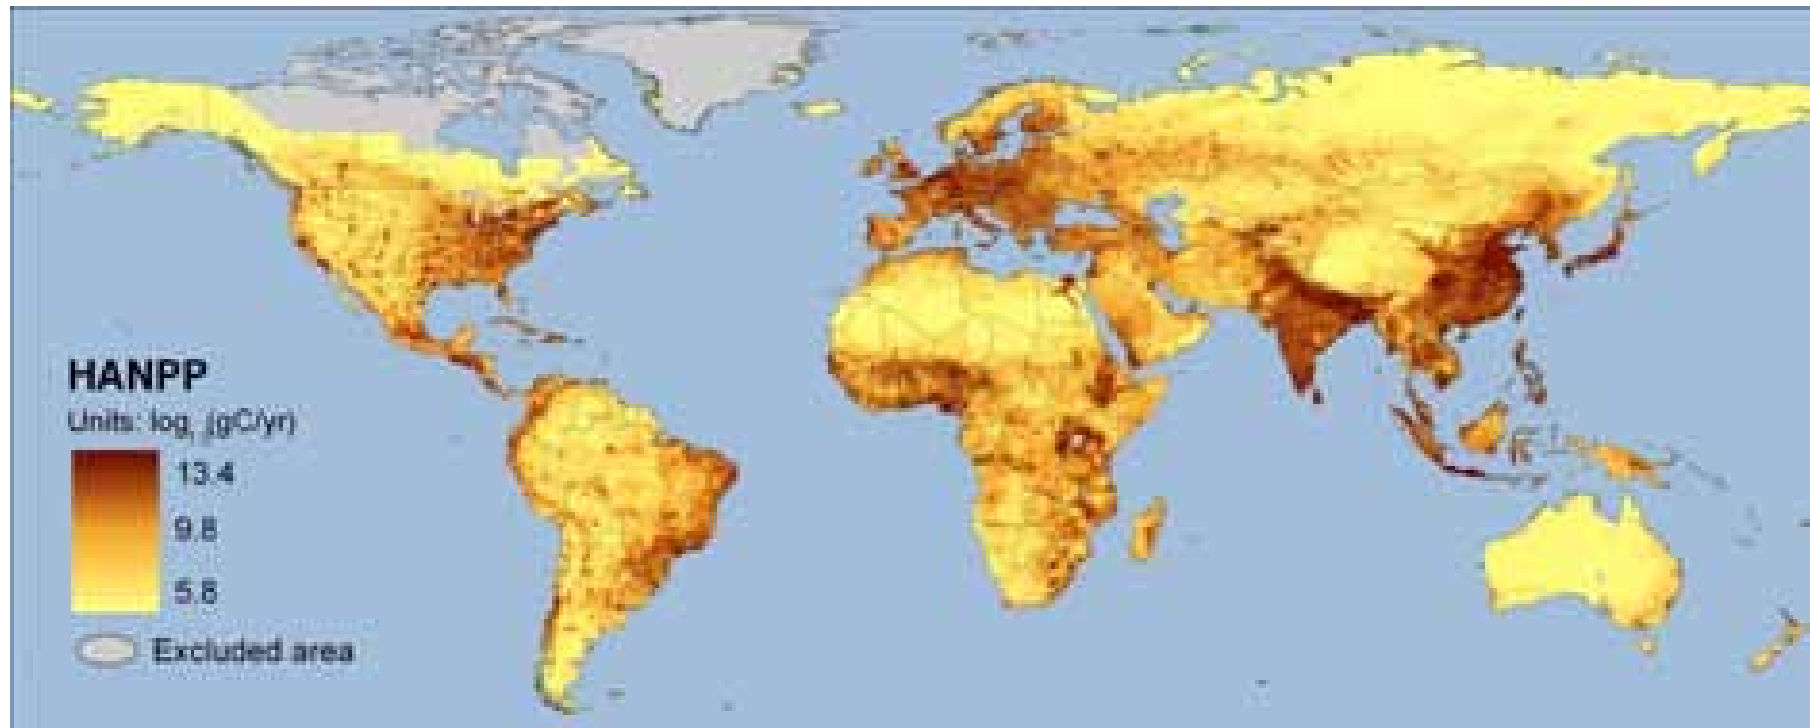 HANPP
Units: log (gC/yr)
13.4
9.8
5.8
Excluded area